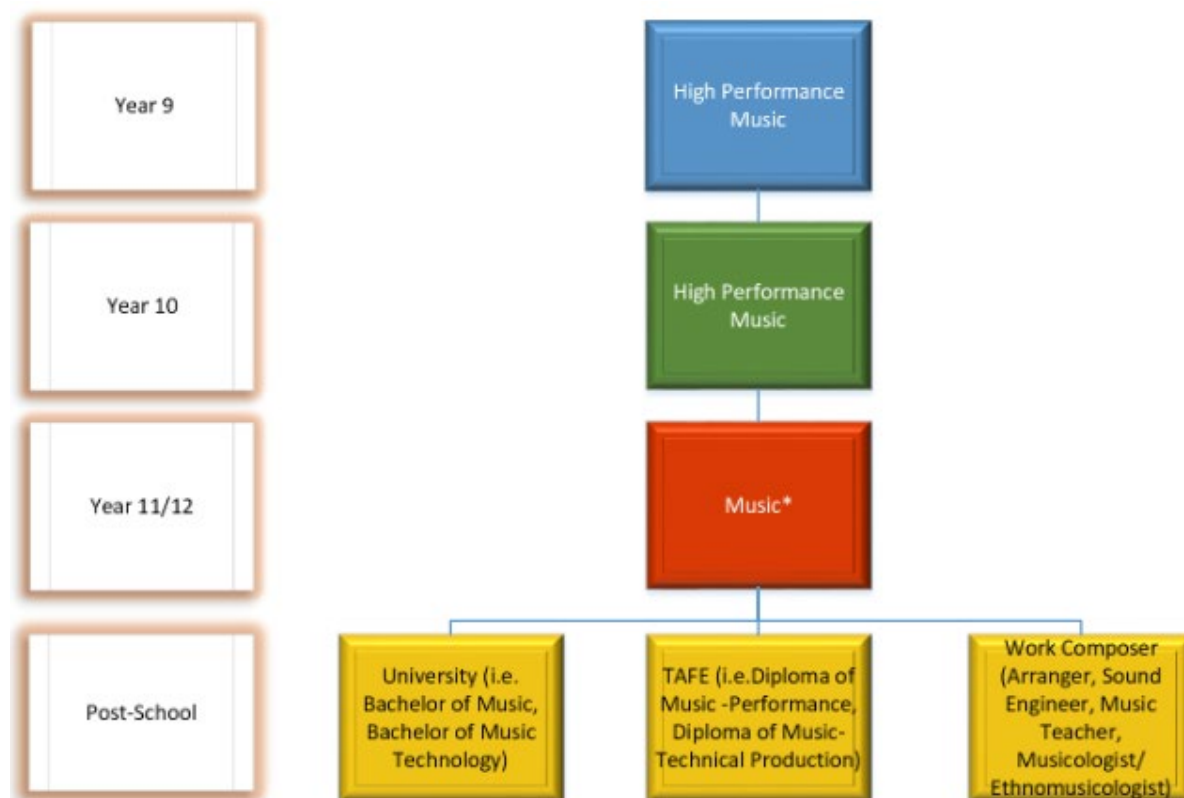 Year 9
High Performance
Music
Year 10
High Performance
Music
Year 11/12
Music*
Post-School
University (i.e.
Bachelor of Music,
Bachelor of Music
Technology)
TAFE (i.e.Diploma of
Music -Performance,
Diploma of Music-
Technical Production)
Work Composer
(Arranger, Sound
Engineer, Music
Teacher,
Musicologist/
Ethnomusicologist)